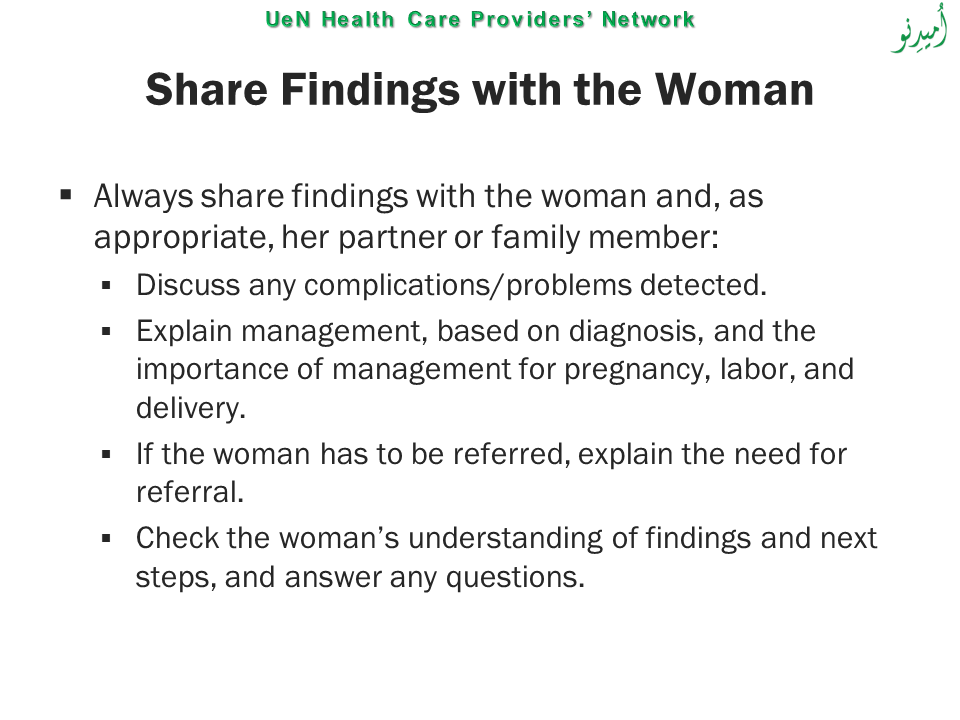 UeN Health Care Providers’ Network
اُمیدِنو
Share Findings with the Woman
▪ Always share findings with the woman and, as
appropriate, her partner or family member:
▪ Discuss any complications/problems detected.
▪ Explain management, based on diagnosis, and the
importance of management for pregnancy, labor, and
delivery.
▪ If the woman has to be referred, explain the need for
referral.
▪ Check the woman’s understanding of findings and next
steps, and answer any questions.